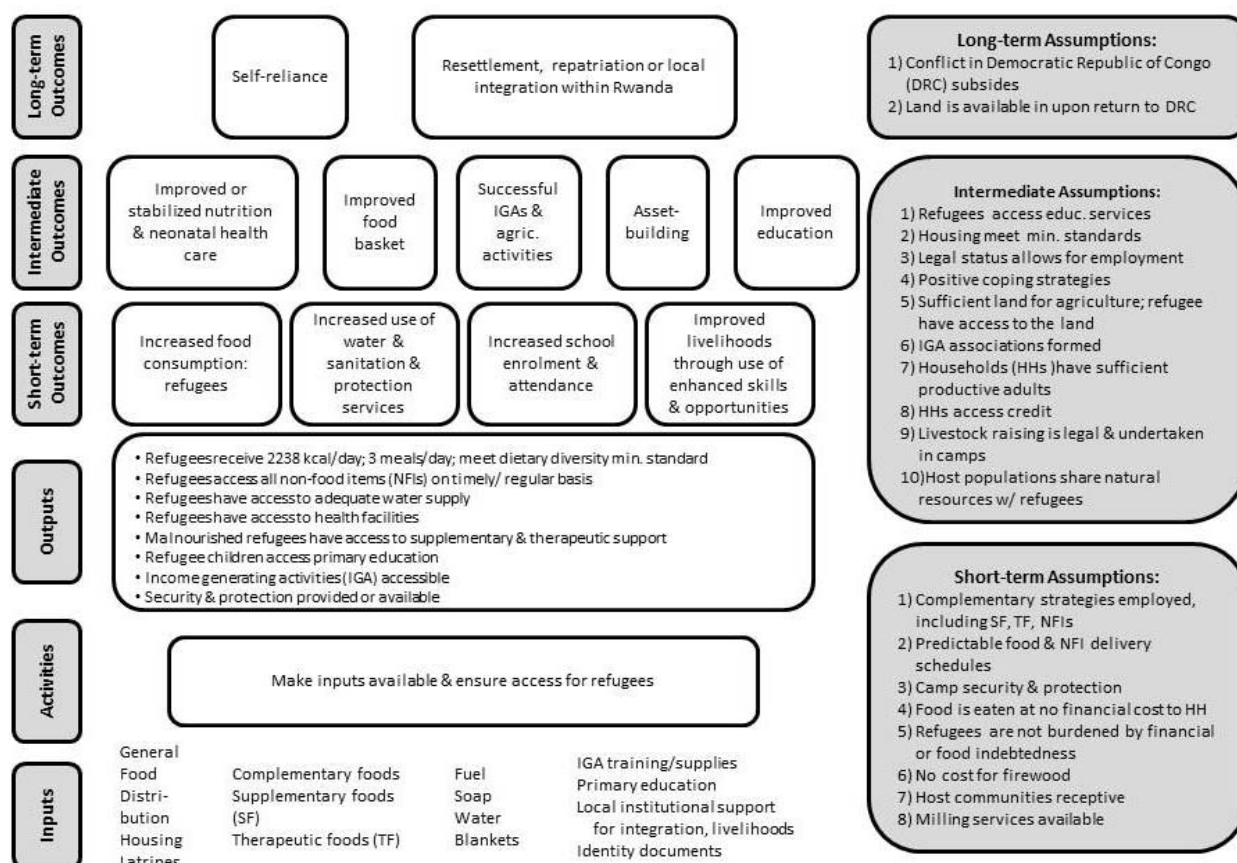 Long-term
Outcomes
Self-reliance
Resettlement, repatriation or local
integration within Rwanda
Long-term Assumptions:
1) Conflict in Democratic Republic of Congo
(DRC) subsides
2) Land is available in upon return to DRC
Intermediate
Outcomes
Improved or
stabilized nutrition
& neonatal health
care
Improved
food
basket
Successful
IGAs &
agric.
activities
Asset-
building
Improved
education
Intermediate Assumptions:
1) Refugees access educ. services
2) Housing meet min. standards
3) Legal status allows for employment
4) Positive coping strategies
5) Sufficient land for agriculture; refugee
have access to the land
6) IGA associations formed
7) Households (HHs )have sufficient
productive adults
8) HHs access credit
9) Livestock raising is legal & undertaken
in camps
10)Host populations share natural
resources w/ refugees
Short-term
Outcomes
Increased food
consumption:
refugees
Increased use of
water &
sanitation &
protection
services
Increased school
enrolment &
attendance
Improved
livelihoods
through use of
enhanced skills
& opportunities
Outputs
• Refugees receive 2238 kcal/day; 3 meals/day; meet dietary diversity min. standard
• Refugees access all non-food items (NFIs) on timely/ regular basis
• Refugees have access to adequate water supply
• Refugees have access to health facilities
• Malnourished refugees have access to supplementary & therapeutic support
• Refugee children access primary education
• Income generating activities (IGA) accessible
• Security & protection provided or available
Short-term Assumptions:
1) Complementary strategies employed,
including SF, TF, NFIs
2) Predictable food & NFI delivery
schedules
3) Camp security & protection
4) Food is eaten at no financial cost to HH
5) Refugees are not burdened by financial
or food indebtedness
6) No cost for firewood
7) Host communities receptive
8) Milling services available
Activities
Make inputs available & ensure access for refugees
Inputs
General
Food
Distri-
bution
Housing
Latrines
Complementary foods
Supplementary foods
(SF)
Therapeutic foods (TF)
Fuel
Soap
Water
Blankets
IGA training/supplies
Primary education
Local institutional support
for integration, livelihoods
Identity documents